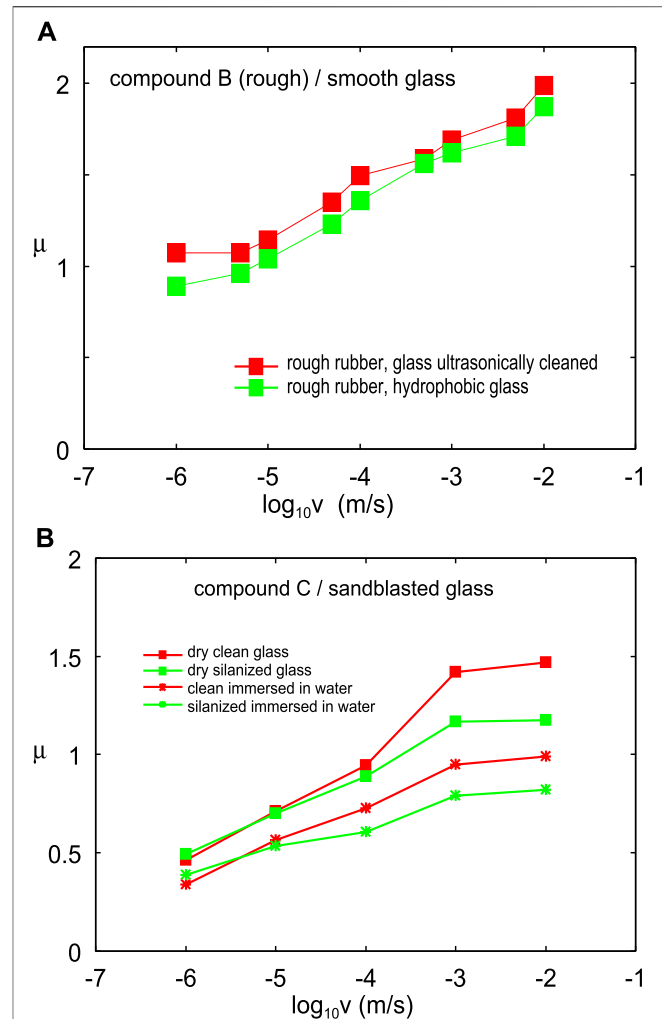 A
compound B (rough) / smooth glass
2
1
0
μ
rough rubber, glass ultrasonically cleaned
rough rubber, hydrophobic glass
-7 -6 -5 -4 -3 -2 -1
log₁₀v (m/s)
B
compound C / sandblasted glass
2
1.5
1
0.5
0
μ
dry clean glass
dry silanized glass
clean immersed in water
silanized immersed in water
-7 -6 -5 -4 -3 -2 -1
log₁₀v (m/s)